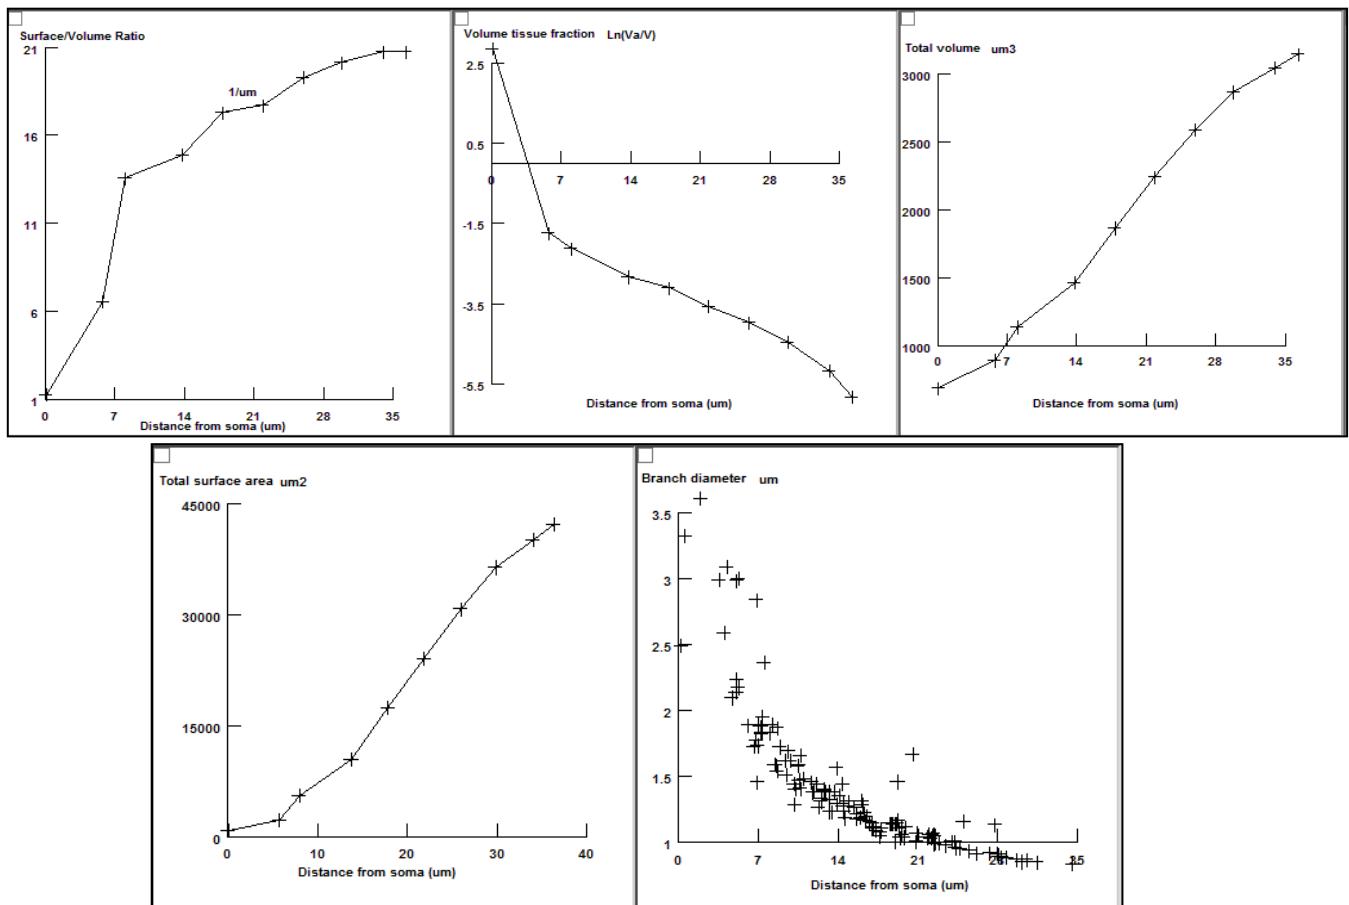 Surface/Volume Ratio
21
1/um
16
11
6
1
0 7 14 21 28 35
Distance from soma (um)
Volume tissue fraction Ln(Va/V)
2.5
0.5
0 7 14 21 28 35
-1.5
-3.5
-5.5
Distance from soma (um)
Total volume um3
3000
2500
2000
1500
1000
0 7 14 21 28 35
Distance from soma (um)
Total surface area um2
45000
30000
15000
0
0 10 20 30 40
Distance from soma (um)
Branch diameter um
3.5
3
2.5
2
1.5
1
0 7 14 21 28 35
Distance from soma (um)